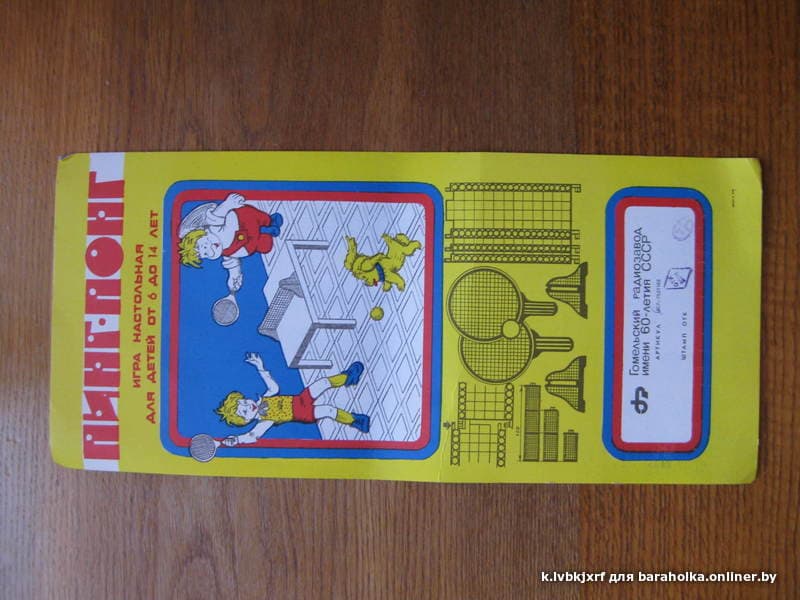 ПИНГ-ПОНГ
ИГРА НАСТОЛЬНАЯ
ДЛЯ ДЕТЕЙ ОТ 6 ДО 14 ЛЕТ
Гомельский радиозавод
имени 60-летия СССР
АРТИКУЛ
ШТАМП ОТК
k.lvbkjxrf для baraholka.onliner.by